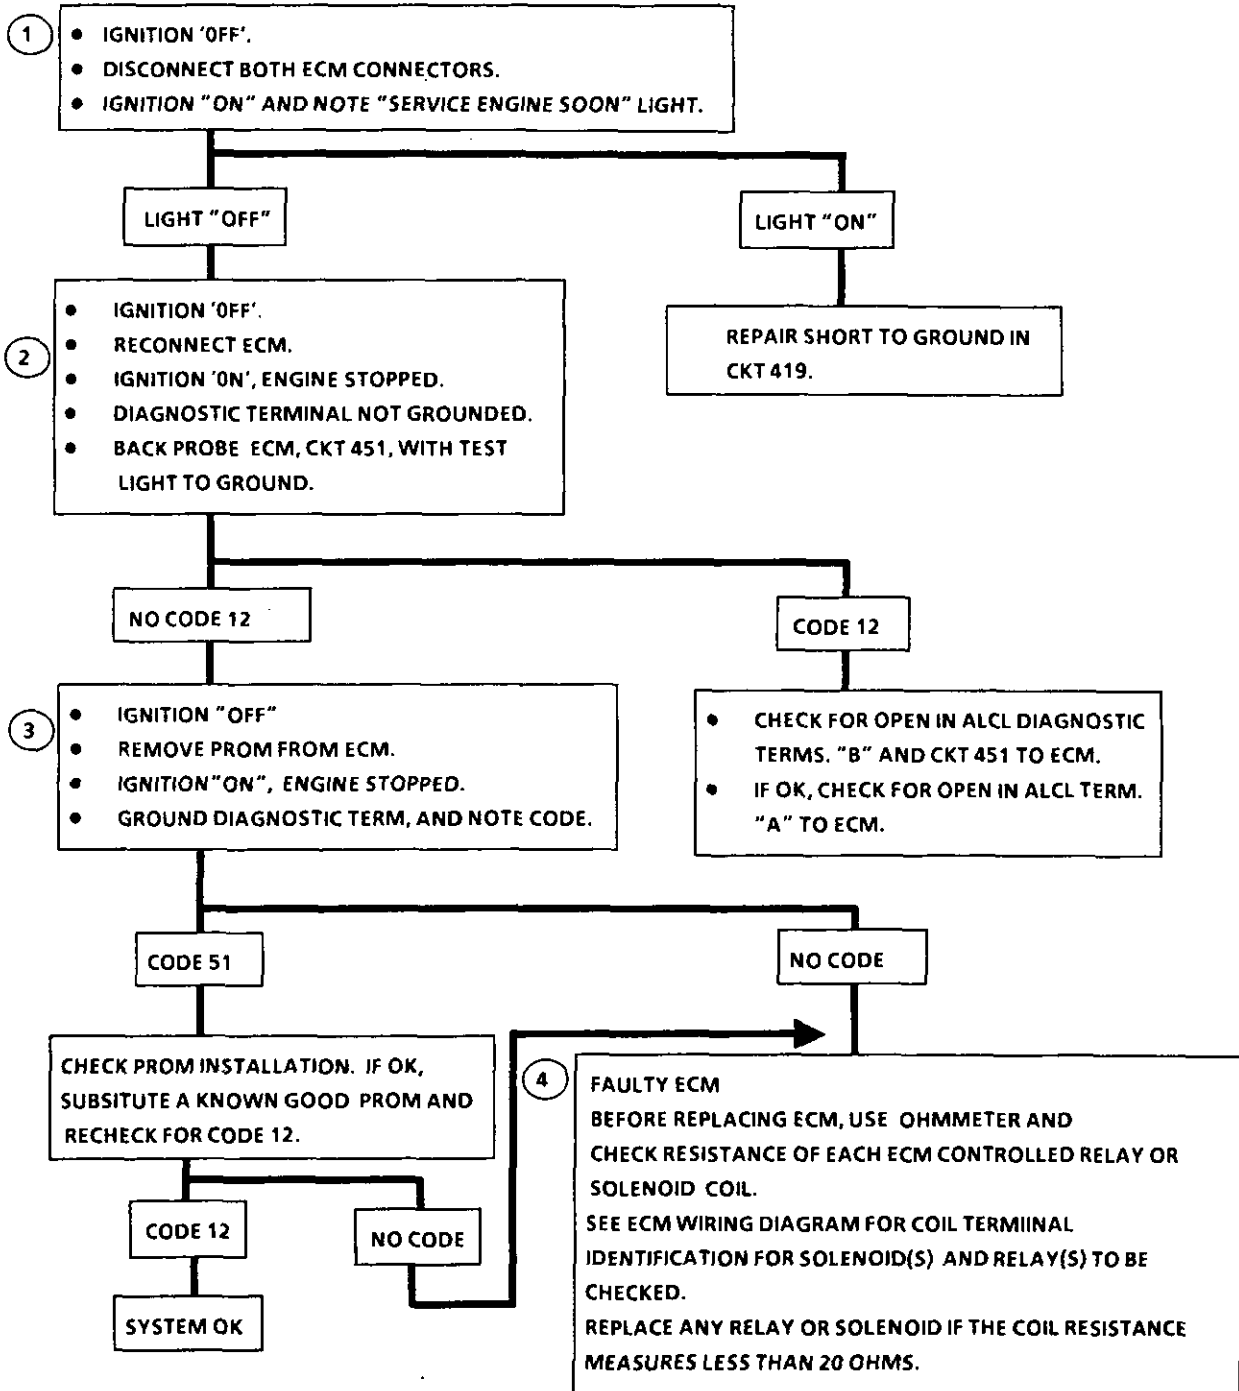 1
• IGNITION 'OFF'.
• DISCONNECT BOTH ECM CONNECTORS.
• IGNITION "ON" AND NOTE "SERVICE ENGINE SOON" LIGHT.
LIGHT "OFF"
LIGHT "ON"
REPAIR SHORT TO GROUND IN
CKT 419.
2
• IGNITION 'OFF'.
• RECONNECT ECM.
• IGNITION 'ON', ENGINE STOPPED.
• DIAGNOSTIC TERMINAL NOT GROUNDED.
• BACK PROBE ECM, CKT 451, WITH TEST
LIGHT TO GROUND.
NO CODE 12
CODE 12
3
• IGNITION "OFF"
• REMOVE PROM FROM ECM.
• IGNITION "ON", ENGINE STOPPED.
• GROUND DIAGNOSTIC TERM, AND NOTE CODE.
• CHECK FOR OPEN IN ALCL DIAGNOSTIC
TERMS. "B" AND CKT 451 TO ECM.
• IF OK, CHECK FOR OPEN IN ALCL TERM.
"A" TO ECM.
CODE 51
NO CODE
CHECK PROM INSTALLATION. IF OK,
SUBSITUTE A KNOWN GOOD PROM AND
RECHECK FOR CODE 12.
CODE 12
NO CODE
SYSTEM OK
4
FAULTY ECM
BEFORE REPLACING ECM, USE OHMMETER AND
CHECK RESISTANCE OF EACH ECM CONTROLLED RELAY OR
SOLENOID COIL.
SEE ECM WIRING DIAGRAM FOR COIL TERMIINAL
IDENTIFICATION FOR SOLENOID(S) AND RELAY(S) TO BE
CHECKED.
REPLACE ANY RELAY OR SOLENOID IF THE COIL RESISTANCE
MEASURES LESS THAN 20 OHMS.